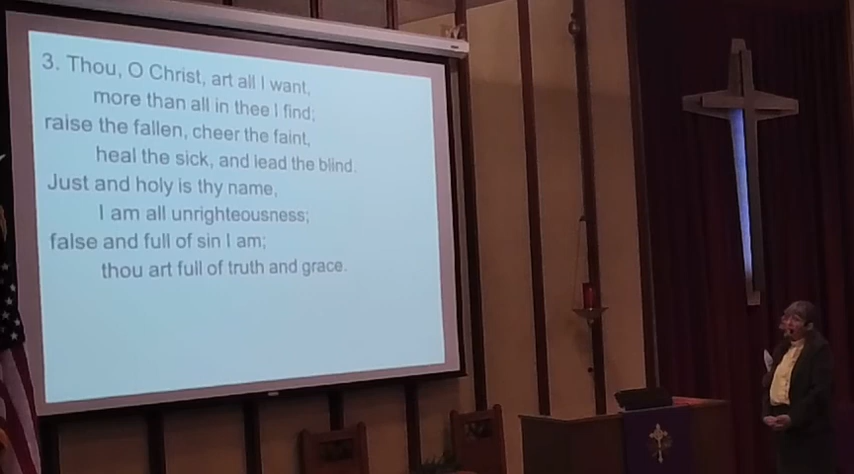 3. Thou, O Christ, art all I want,
more than all in thee I find;
raise the fallen, cheer the faint,
heal the sick, and lead the blind.
Just and holy is thy name,
I am all unrighteousness;
false and full of sin I am;
thou art full of truth and grace.